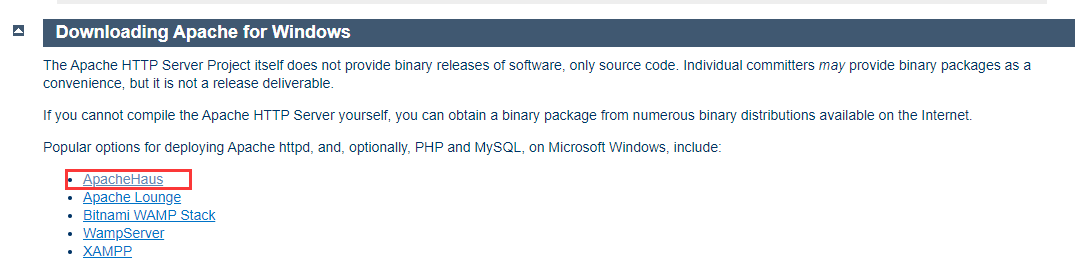 Downloading Apache for Windows
The Apache HTTP Server Project itself does not provide binary releases of software, only source code. Individual committers may provide binary packages as a
convenience, but it is not a release deliverable.
If you cannot compile the Apache HTTP Server yourself, you can obtain a binary package from numerous binary distributions available on the Internet.
Popular options for deploying Apache httpd, and, optionally, PHP and MySQL, on Microsoft Windows, include:
ApacheHaus
Apache Lounge
Bitnami WAMP Stack
WampServer
XAMPP